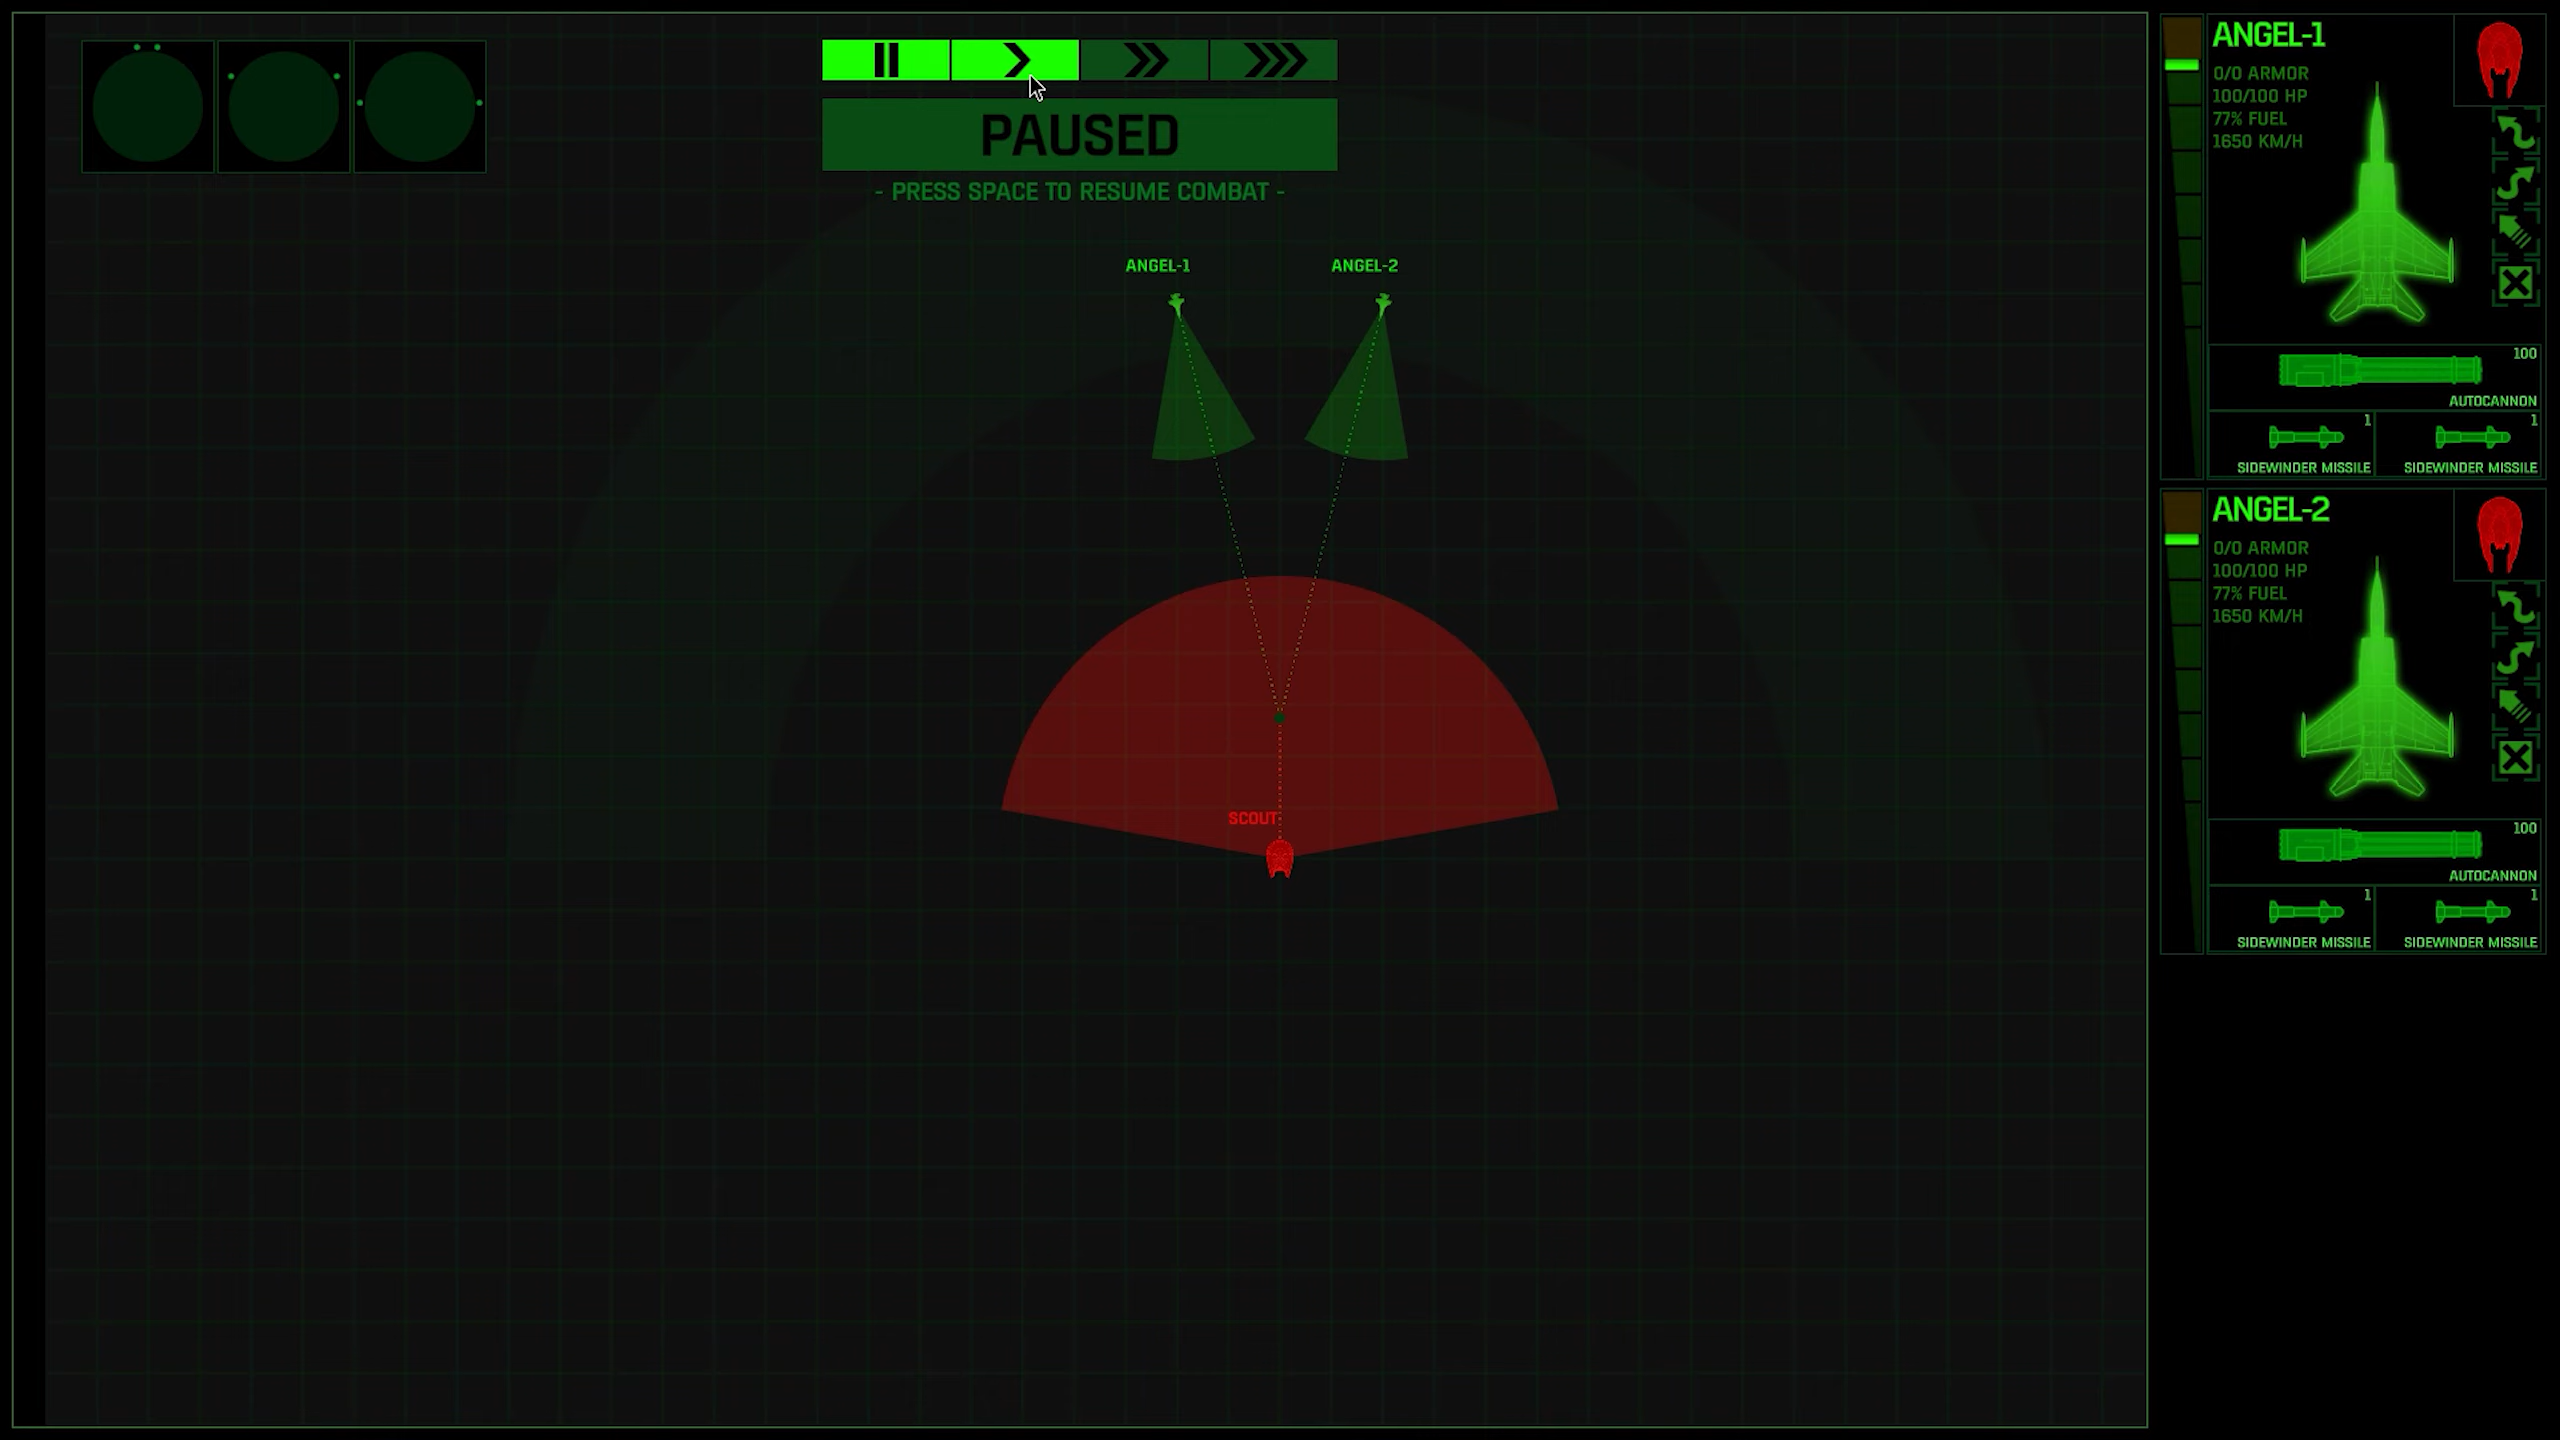 PAUSED
- PRESS SPACE TO RESUME COMBAT -
ANGEL-1
ANGEL-2
SCOUT
ANGEL-1
0/0 ARMOR
100/100 HP
77% FUEL
1650 KM/H
100
AUTOCANNON
1
SIDEWINDER MISSILE
1
SIDEWINDER MISSILE
ANGEL-2
0/0 ARMOR
100/100 HP
77% FUEL
1650 KM/H
100
AUTOCANNON
1
SIDEWINDER MISSILE
1
SIDEWINDER MISSILE